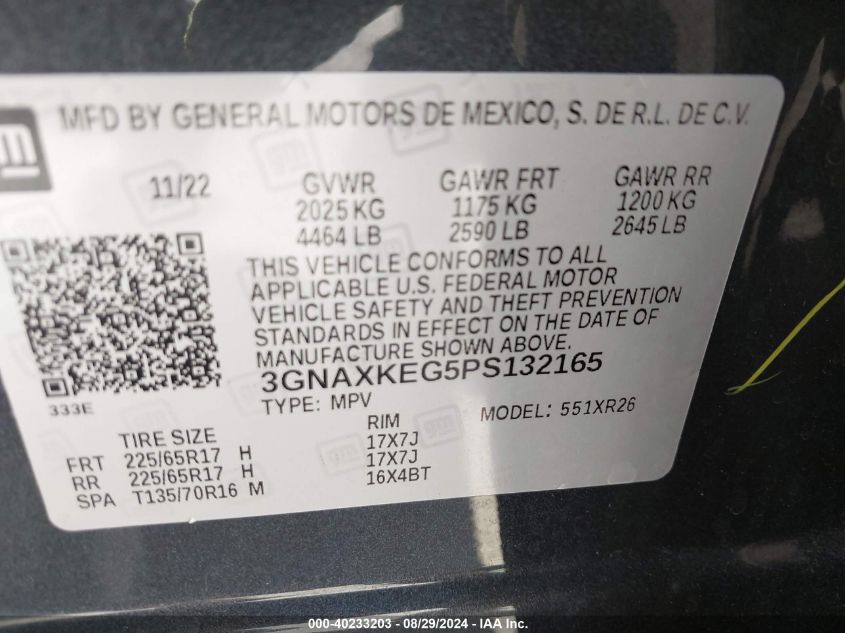 gm
MFD BY GENERAL MOTORS DE MEXICO, S. DE R.L. DE C.V.
11/22 GVWR GAWR FRT GAWR RR
2025 KG 1175 KG 1200 KG
4464 LB 2590 LB 2645 LB
THIS VEHICLE CONFORMS TO ALL
APPLICABLE U.S. FEDERAL MOTOR
VEHICLE SAFETY AND THEFT PREVENTION
STANDARDS IN EFFECT ON THE DATE OF
MANUFACTURE SHOWN ABOVE.
3GNAXKEG5PS132165
333E
TYPE: MPV MODEL: 551XR26
TIRE SIZE RIM
FRT 225/65R17 H 17X7J
RR 225/65R17 H 17X7J
SPA T135/70R16 M 16X4BT
000-40233203 - 08/29/2024 - IAA, Inc.